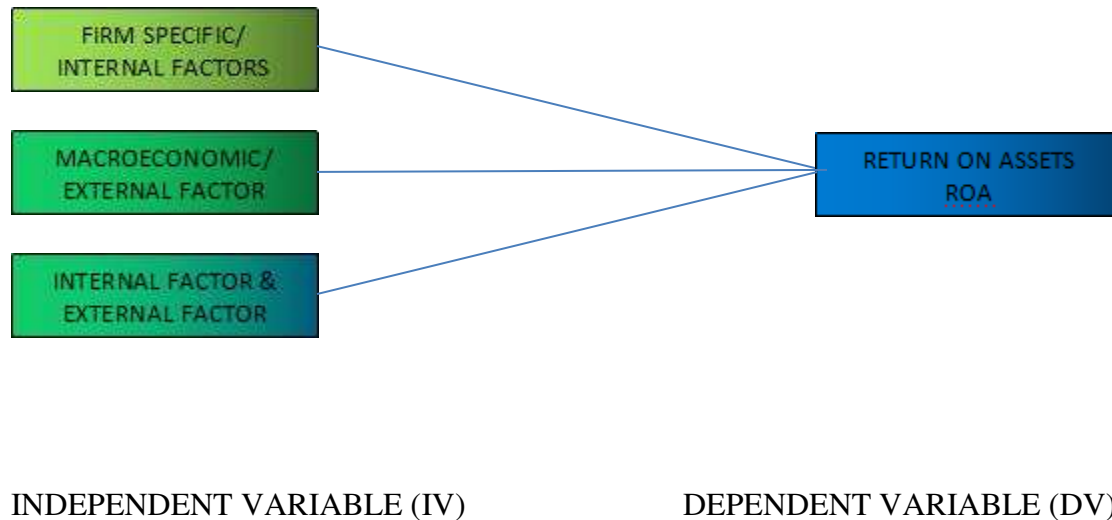 FIRM SPECIFIC/
INTERNAL FACTORS
MACROECONOMIC/
EXTERNAL FACTOR
RETURN ON ASSETS
ROA
INTERNAL FACTOR &
EXTERNAL FACTOR
INDEPENDENT VARIABLE (IV)
DEPENDENT VARIABLE (DV)